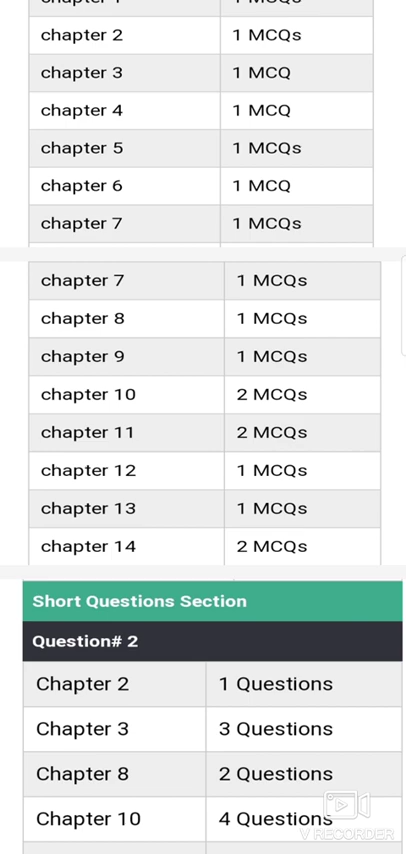 chapter 1 1 MCQs
chapter 2 1 MCQs
chapter 3 1 MCQ
chapter 4 1 MCQ
chapter 5 1 MCQs
chapter 6 1 MCQ
chapter 7 1 MCQs
chapter 7 1 MCQs
chapter 8 1 MCQs
chapter 9 1 MCQs
chapter 10 2 MCQs
chapter 11 2 MCQs
chapter 12 1 MCQs
chapter 13 1 MCQs
chapter 14 2 MCQs
Short Questions Section
Question# 2
Chapter 2 1 Questions
Chapter 3 3 Questions
Chapter 8 2 Questions
Chapter 10 4 Questions
V RECORDER